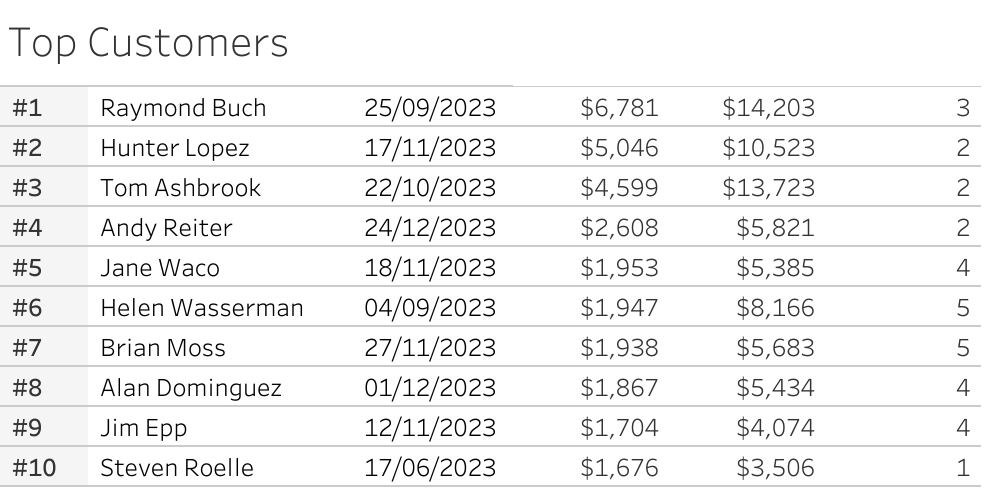 Top Customers
#1 Raymond Buch 25/09/2023 $6,781 $14,203 3
#2 Hunter Lopez 17/11/2023 $5,046 $10,523 2
#3 Tom Ashbrook 22/10/2023 $4,599 $13,723 2
#4 Andy Reiter 24/12/2023 $2,608 $5,821 2
#5 Jane Waco 18/11/2023 $1,953 $5,385 4
#6 Helen Wasserman 04/09/2023 $1,947 $8,166 5
#7 Brian Moss 27/11/2023 $1,938 $5,683 5
#8 Alan Dominguez 01/12/2023 $1,867 $5,434 4
#9 Jim Epp 12/11/2023 $1,704 $4,074 4
#10 Steven Roelle 17/06/2023 $1,676 $3,506 1